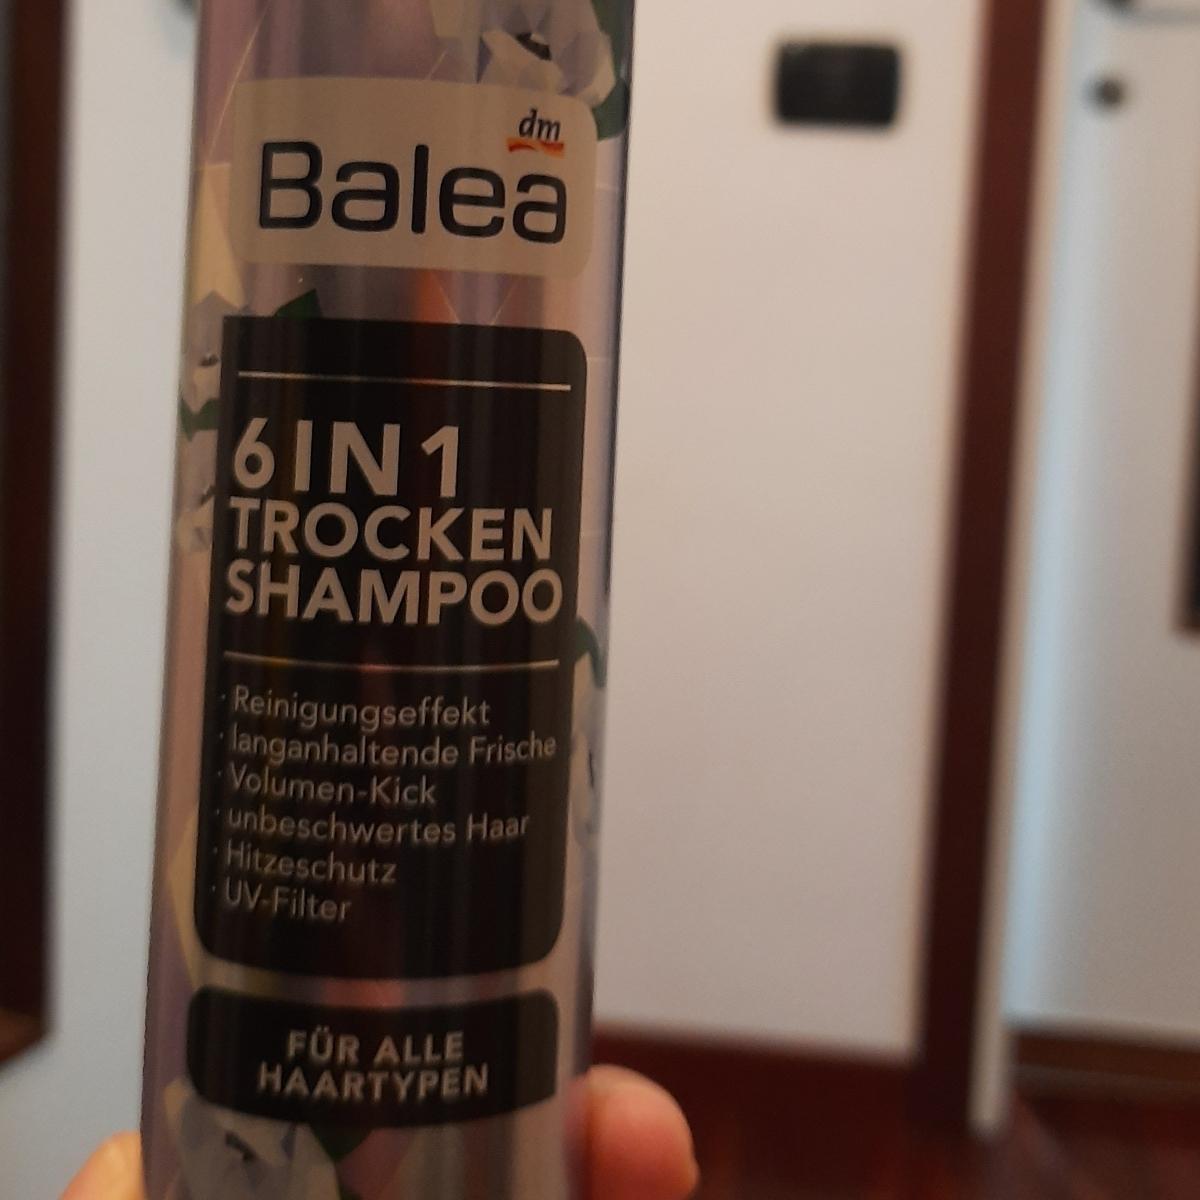 dm
Balea
6 IN 1
TROCKEN
SHAMPOO
· Reinigungseffekt
· langanhaltende Frische
· Volumen-Kick
· unbeschwertes Haar
· Hitzeschutz
· UV-Filter
FÜR ALLE
HAARTYPEN